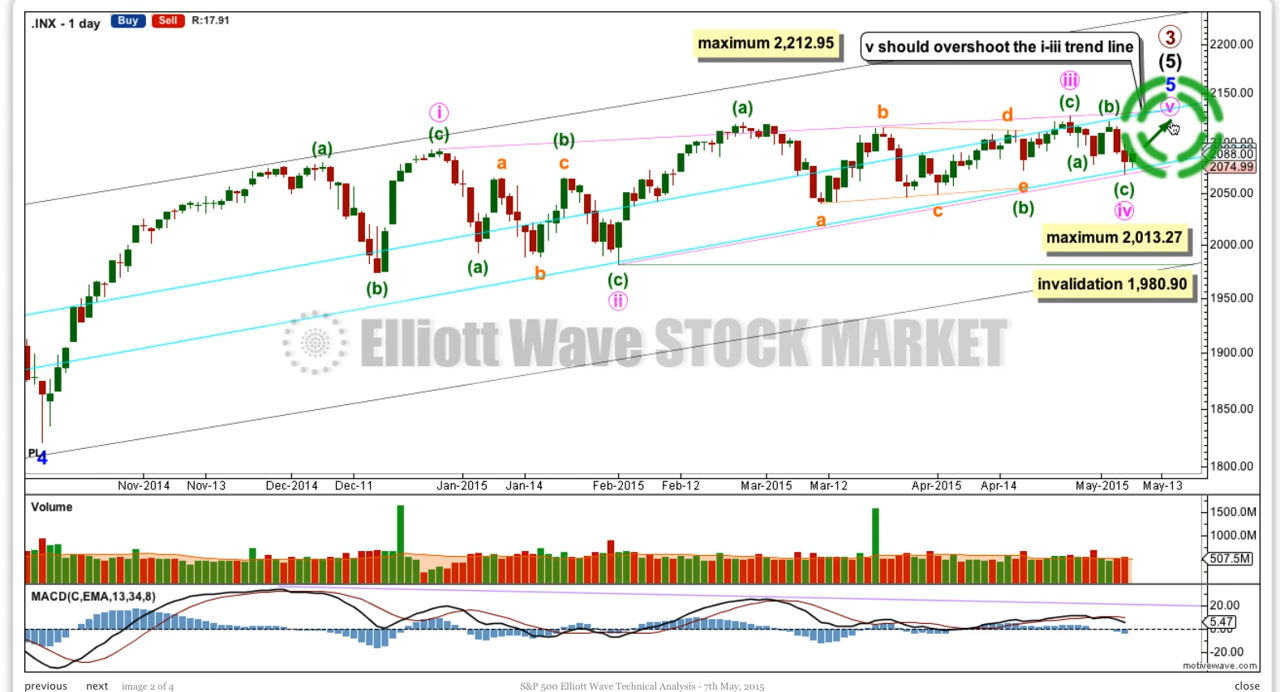 .INX - 1 day Buy Sell R:17.91
maximum 2,212.95
v should overshoot the i-iii trend line
3
(5)
5
v
iii
(c)
(b)
i
(c)
(a)
(b)
(a)
b
d
a
c
(a)
a
c
e
(b)
(c)
iv
(a)
b
(b)
(c)
ii
maximum 2,013.27
invalidation 1,980.90
Elliott Wave STOCK MARKET
4
2200.00
2150.00
2088.00
2074.99
2050.00
2000.00
1950.00
1900.00
1850.00
1800.00
Nov-2014 Nov-13 Dec-2014 Dec-11 Jan-2015 Jan-14 Feb-2015 Feb-12 Mar-2015 Mar-12 Apr-2015 Apr-14 May-2015 May-13
Volume
1500.0M
1000.0M
507.5M
MACD(C,EMA,13,34,8)
20.00
5.47
-20.00
motivewave.com
previous next image 2 of 4 S&P 500 Elliott Wave Technical Analysis - 7th May, 2015 close